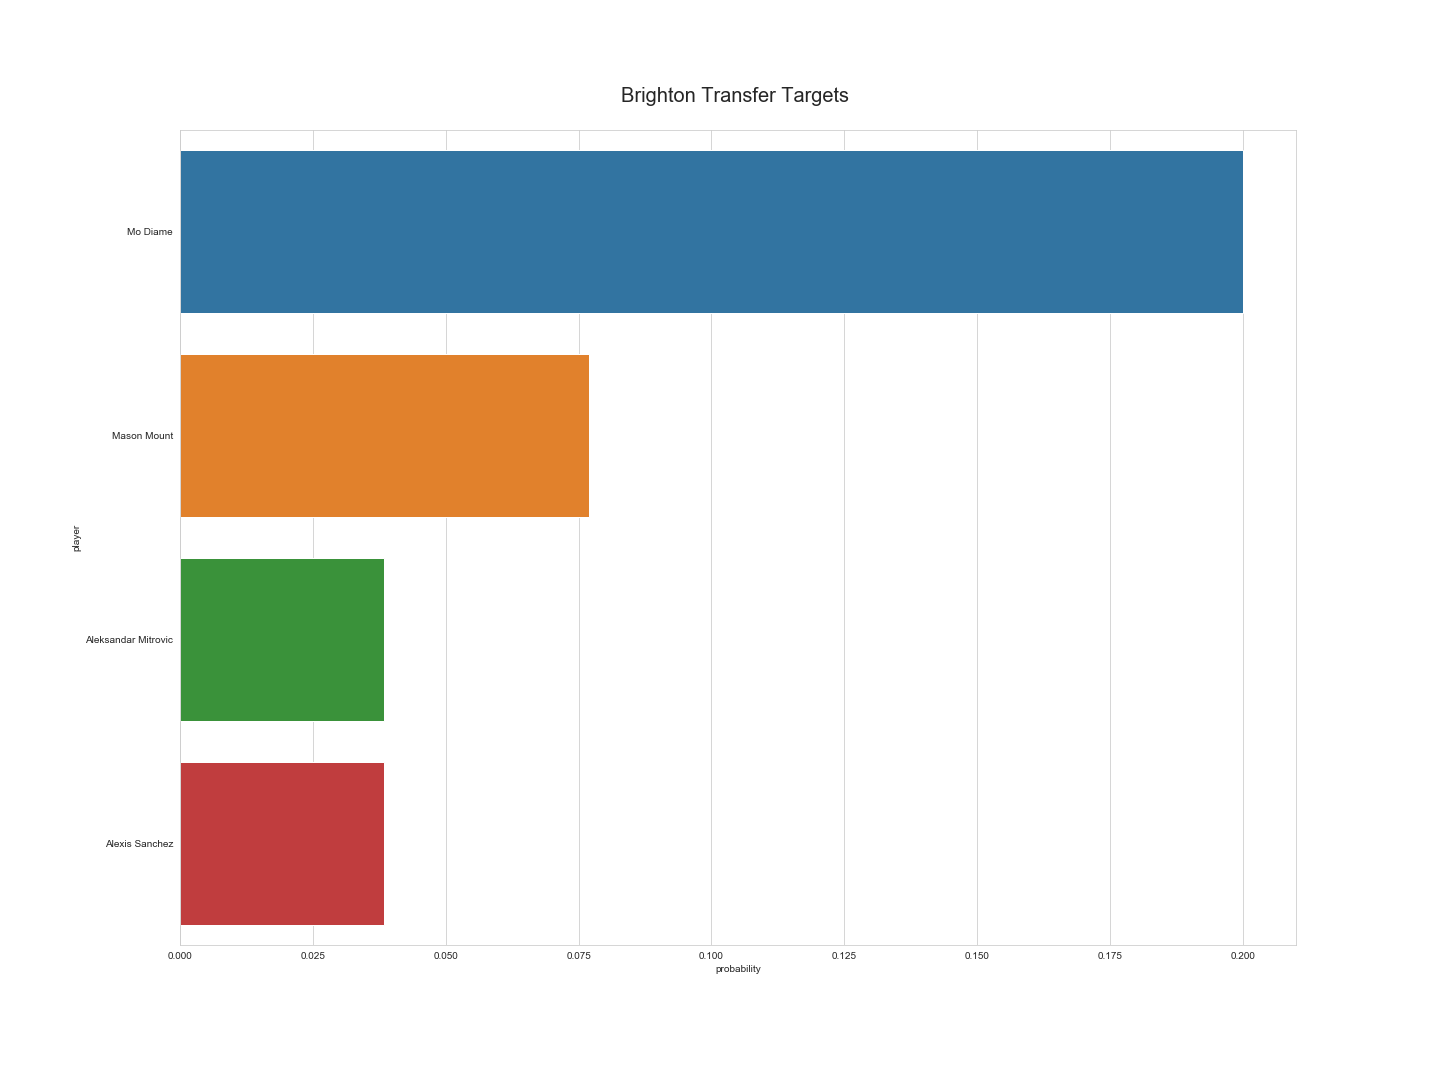 Brighton Transfer Targets
Mo Diame
Mason Mount
player
Aleksandar Mitrovic
Alexis Sanchez
0.000 0.025 0.050 0.075 0.100 0.125 0.150 0.175 0.200
probability